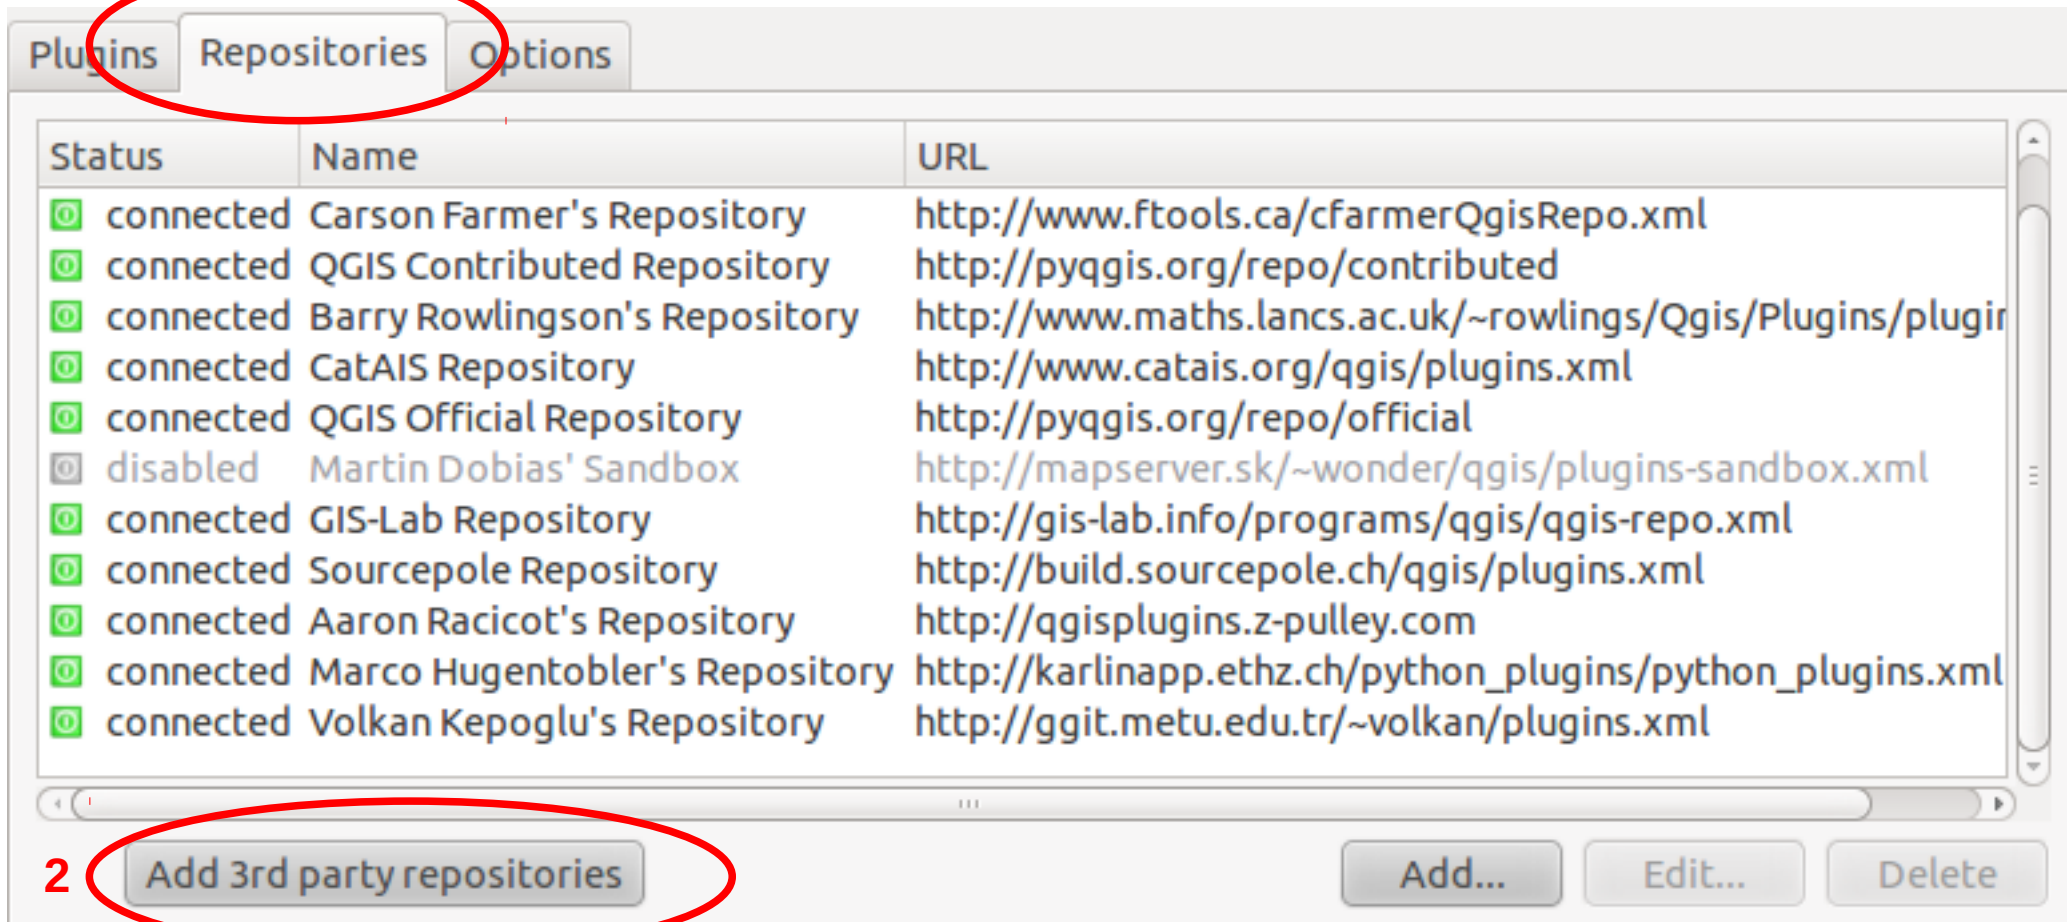 Plugins Repositories Options
Status Name URL
connected Carson Farmer's Repository http://www.ftools.ca/cfarmerQgisRepo.xml
connected QGIS Contributed Repository http://pyqgis.org/repo/contributed
connected Barry Rowlingson's Repository http://www.maths.lancs.ac.uk/~rowlings/Qgis/Plugins/plugin
connected CatAIS Repository http://www.catais.org/qgis/plugins.xml
connected QGIS Official Repository http://pyqgis.org/repo/official
disabled Martin Dobias' Sandbox http://mapserver.sk/~wonder/qgis/plugins-sandbox.xml
connected GIS-Lab Repository http://gis-lab.info/programs/qgis/qgis-repo.xml
connected Sourcepole Repository http://build.sourcepole.ch/qgis/plugins.xml
connected Aaron Racicot's Repository http://qgisplugins.z-pulley.com
connected Marco Hugentobler's Repository http://karlinapp.ethz.ch/python_plugins/python_plugins.xml
connected Volkan Kepoglu's Repository http://ggit.metu.edu.tr/~volkan/plugins.xml
2 Add 3rd party repositories Add... Edit... Delete